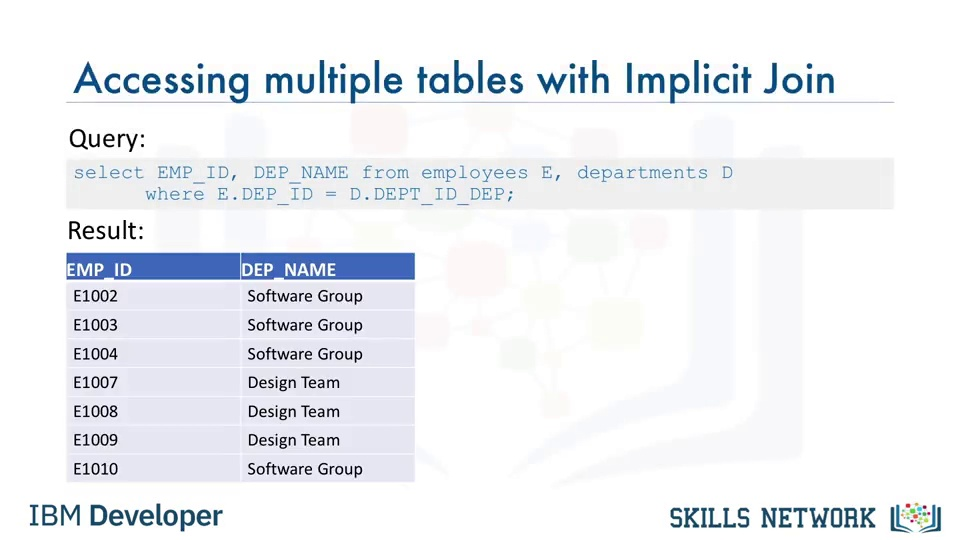 Accessing multiple tables with Implicit Join
Query:
select EMP_ID, DEP_NAME from employees E, departments D
where E.DEP_ID = D.DEPT_ID_DEP;
Result:
EMP_ID DEP_NAME
E1002 Software Group
E1003 Software Group
E1004 Software Group
E1007 Design Team
E1008 Design Team
E1009 Design Team
E1010 Software Group
IBM Developer
SKILLS NETWORK